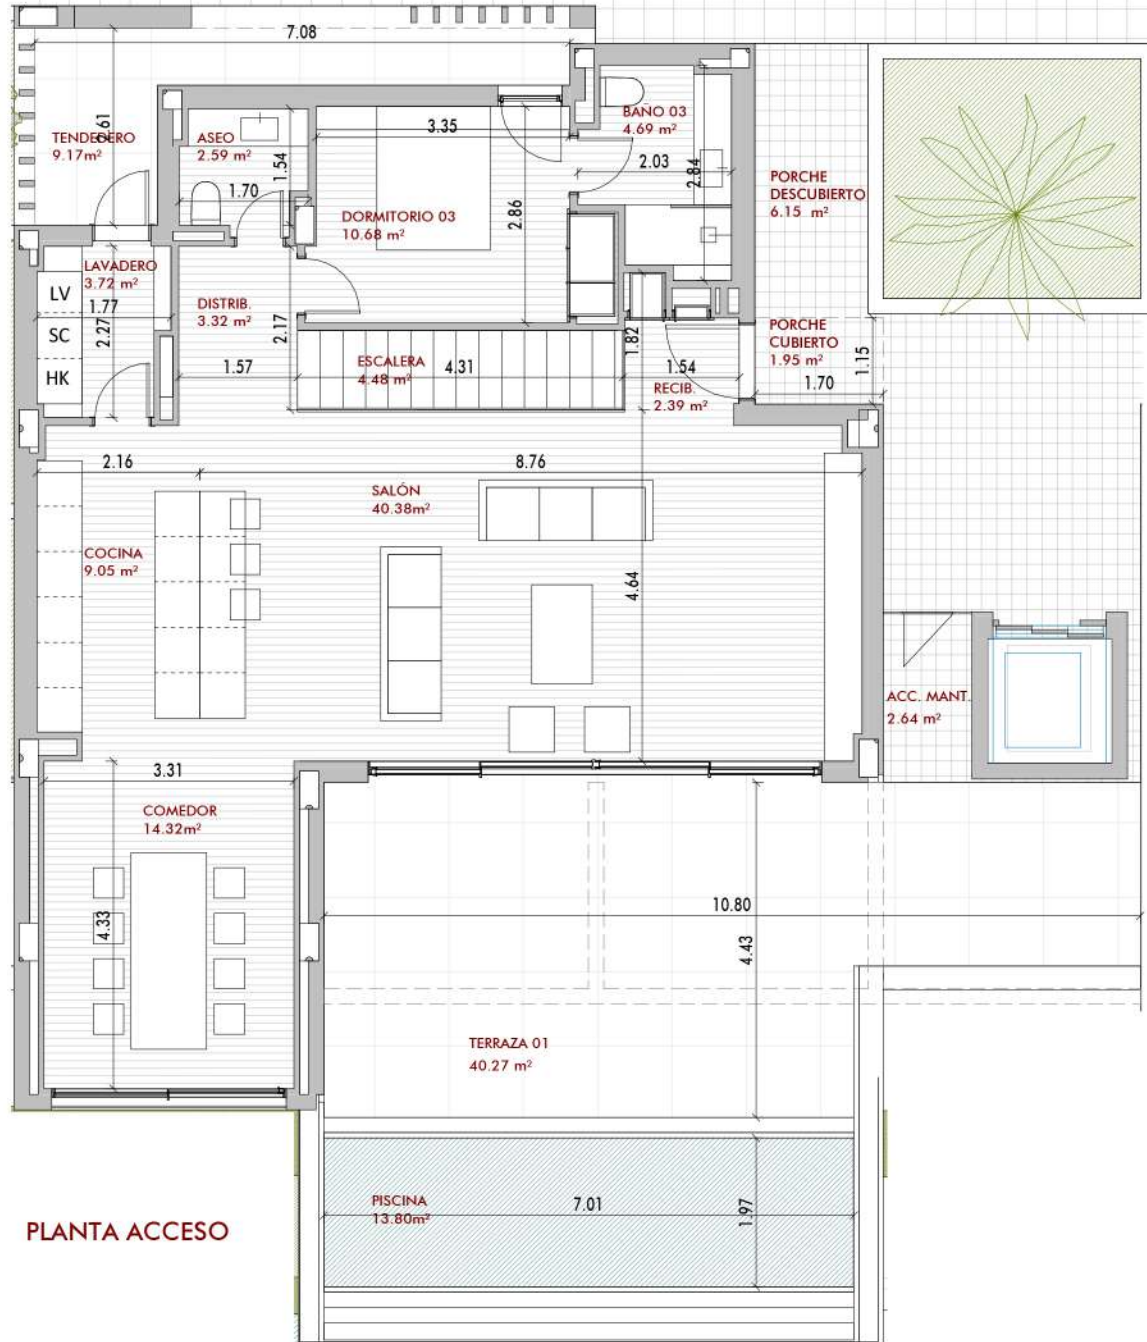 7.08
TENDEDERO
9.17m²
2.61
ASEO
2.59 m²
1.54
1.70
3.35
DORMITORIO 03
10.68 m²
2.86
BAÑO 03
4.69 m²
2.03
2.84
PORCHE
DESCUBIERTO
6.15 m²
LAVADERO
3.72 m²
LV
1.77
SC
2.27
HK
DISTRIB.
3.32 m²
2.17
1.57
ESCALERA
4.48 m²
4.31
1.82
1.54
RECIB.
2.39 m²
PORCHE
CUBIERTO
1.95 m²
1.15
1.70
2.16
8.76
SALÓN
40.38m²
COCINA
9.05 m²
4.64
ACC. MANT.
2.64 m²
3.31
COMEDOR
14.32m²
4.33
10.80
4.43
TERRAZA 01
40.27 m²
PISCINA
13.80m²
7.01
1.97
PLANTA ACCESO